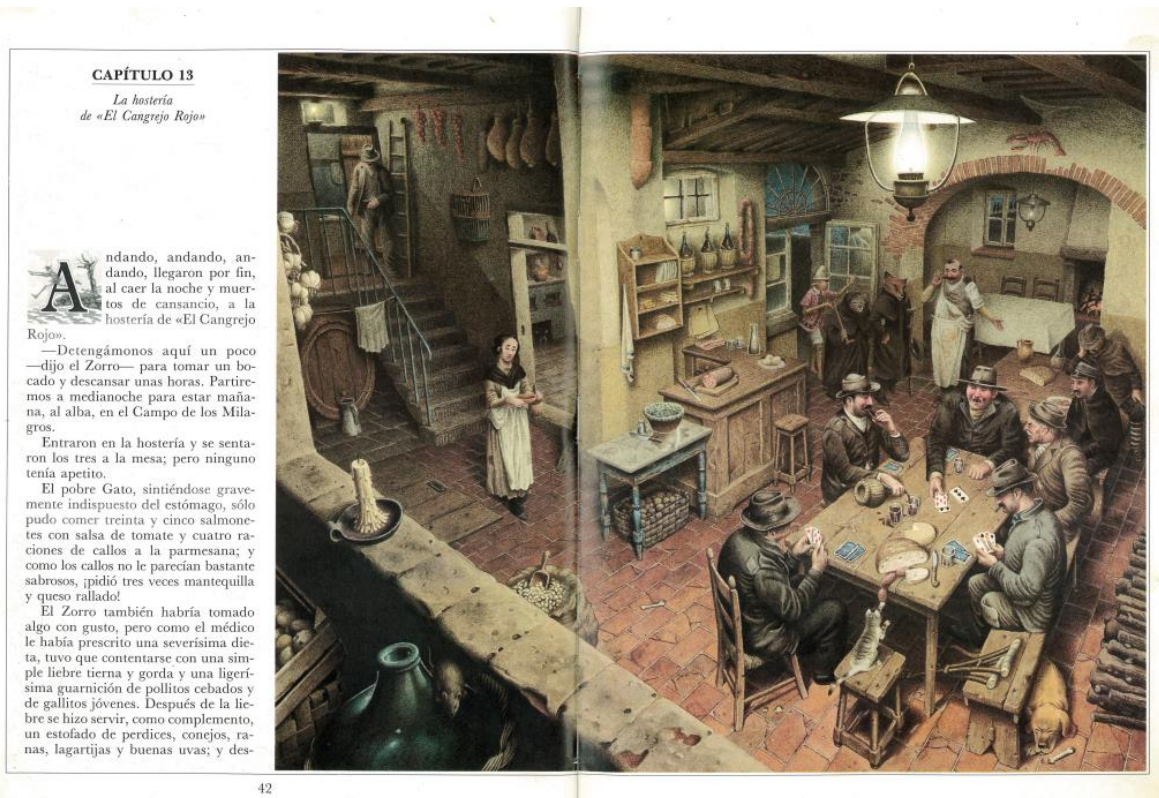 CAPÍTULO 13
La hostería
de «El Cangrejo Rojo»
Andando, andando, an-
dando, llegaron por fin,
al caer la noche y muer-
tos de cansancio, a la
hostería de «El Cangrejo
Rojo».
—Detengámonos aquí un poco
—dijo el Zorro— para tomar un bo-
cado y descansar unas horas. Partire-
mos a medianoche para estar maña-
na, al alba, en el Campo de los Mila-
gros.
Entraron en la hostería y se senta-
ron los tres a la mesa; pero ninguno
tenía apetito.
El pobre Gato, sintiéndose grave-
mente indispuesto del estómago, sólo
pudo comer treinta y cinco salmone-
tes con salsa de tomate y cuatro ra-
ciones de callos a la parmesana; y
como los callos no le parecían bastante
sabrosos, ¡pidió tres veces mantequilla
y queso rallado!
El Zorro también habría tomado
algo con gusto, pero como el médico
le había prescrito una severísima die-
ta, tuvo que contentarse con una sim-
ple liebre tierna y gorda y una ligerí-
sima guarnición de pollitos cebados y
de gallitos jóvenes. Después de la lie-
bre se hizo servir, como complemento,
un estofado de perdices, conejos, ra-
nas, lagartijas y buenas uvas; y des-
42